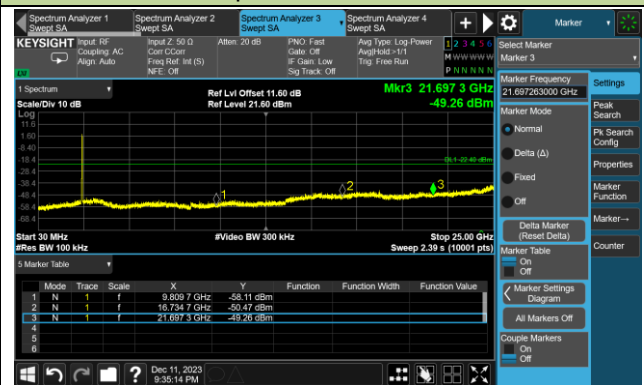 Spectrum Analyzer 1
Swept SA
Spectrum Analyzer 2
Swept SA
Spectrum Analyzer 3
Swept SA
Spectrum Analyzer 4
Swept SA
+
Marker
KEYSIGHT
Input: RF
Coupling: AC
Align: Auto
Input Z: 50 Ω
Corr CCorr
Freq Ref: Int (S)
NFE: Off
Atten: 20 dB
PNO: Fast
Gate: Off
IF Gain: Low
Sig Track: Off
Avg Type: Log-Power
Avg|Hold:>1/1
Trig: Free Run
1 2 3 4 5 6
M W W W W W
P N N N N N
Select Marker
Marker 3
1 Spectrum
Scale/Div 10 dB
Log
Ref Lvl Offset 11.60 dB
Ref Level 21.60 dBm
Mkr3 21.697 3 GHz
-49.26 dBm
11.6
1.60
-8.40
-18.4
-28.4
-38.4
-48.4
-58.4
-68.4
DL1 -22.40 dBm
1
2
3
Start 30 MHz
#Res BW 100 kHz
#Video BW 300 kHz
Stop 25.00 GHz
Sweep 2.39 s (10001 pts)
5 Marker Table
Mode Trace Scale X Y Function Function Width Function Value
1 N 1 f 9.809 7 GHz -58.11 dBm
2 N 1 f 16.734 7 GHz -50.47 dBm
3 N 1 f 21.697 3 GHz -49.26 dBm
4
5
6
Marker Frequency
21.697263000 GHz
Marker Mode
Normal
Delta (Δ)
Fixed
Off
Delta Marker
(Reset Delta)
Marker Table
On
Off
Marker Settings
Diagram
All Markers Off
Couple Markers
On
Off
Settings
Peak
Search
Pk Search
Config
Properties
Marker
Function
Marker→
Counter
?
Dec 11, 2023
9:35:14 PM